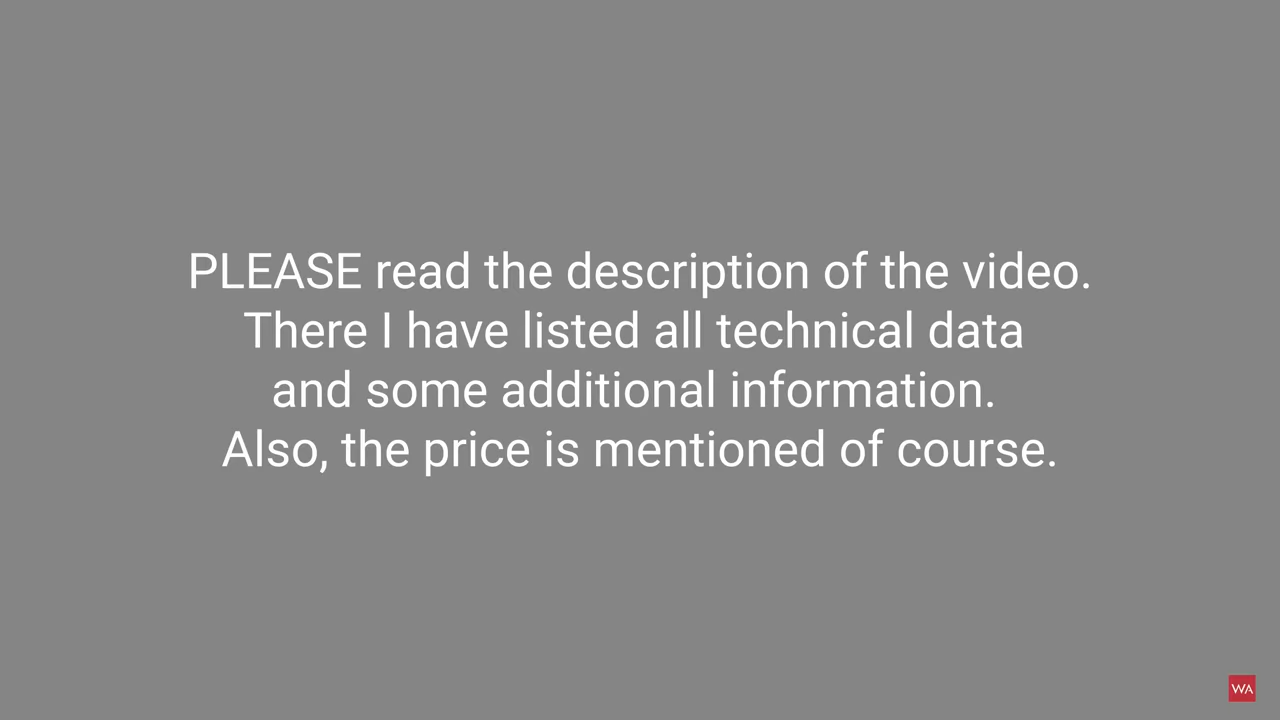 PLEASE read the description of the video.
There I have listed all technical data
and some additional information.
Also, the price is mentioned of course.
WA